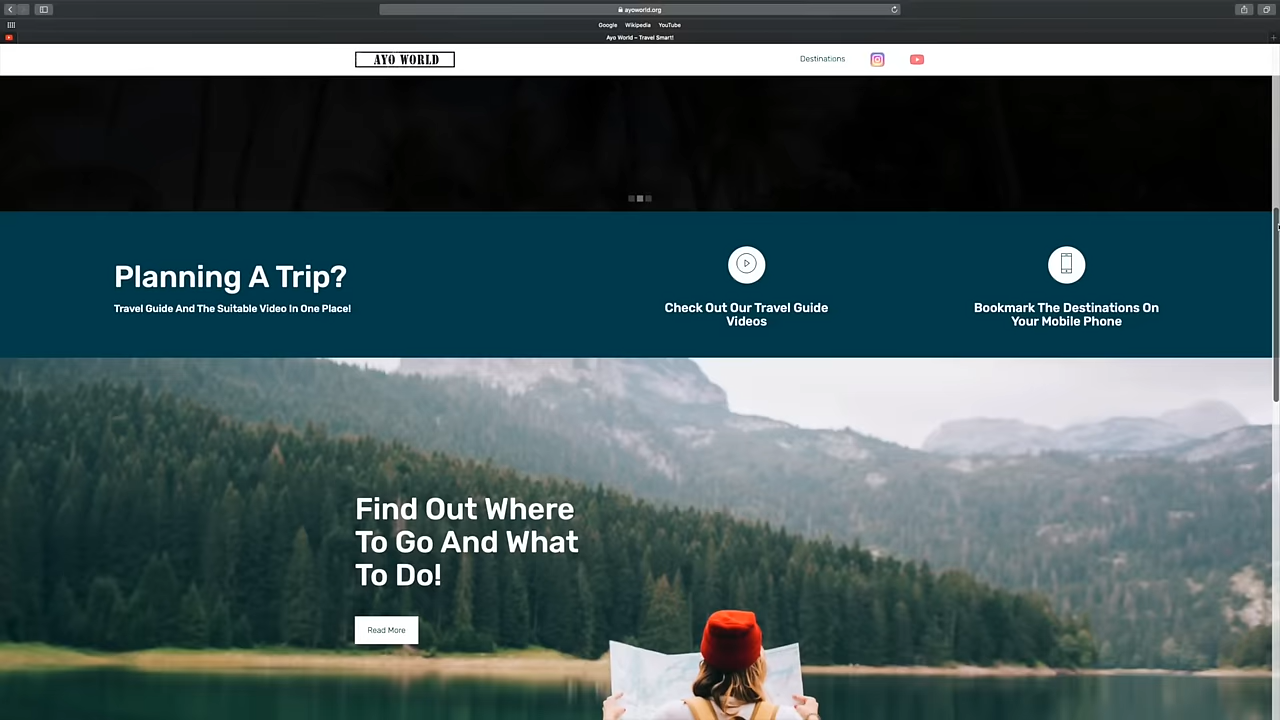 ayoworld.org
Google Wikipedia YouTube
Ayo World – Travel Smart!
AYO WORLD
Destinations
Planning A Trip?
Travel Guide And The Suitable Video In One Place!
Check Out Our Travel Guide
Videos
Bookmark The Destinations On
Your Mobile Phone
Find Out Where
To Go And What
To Do!
Read More